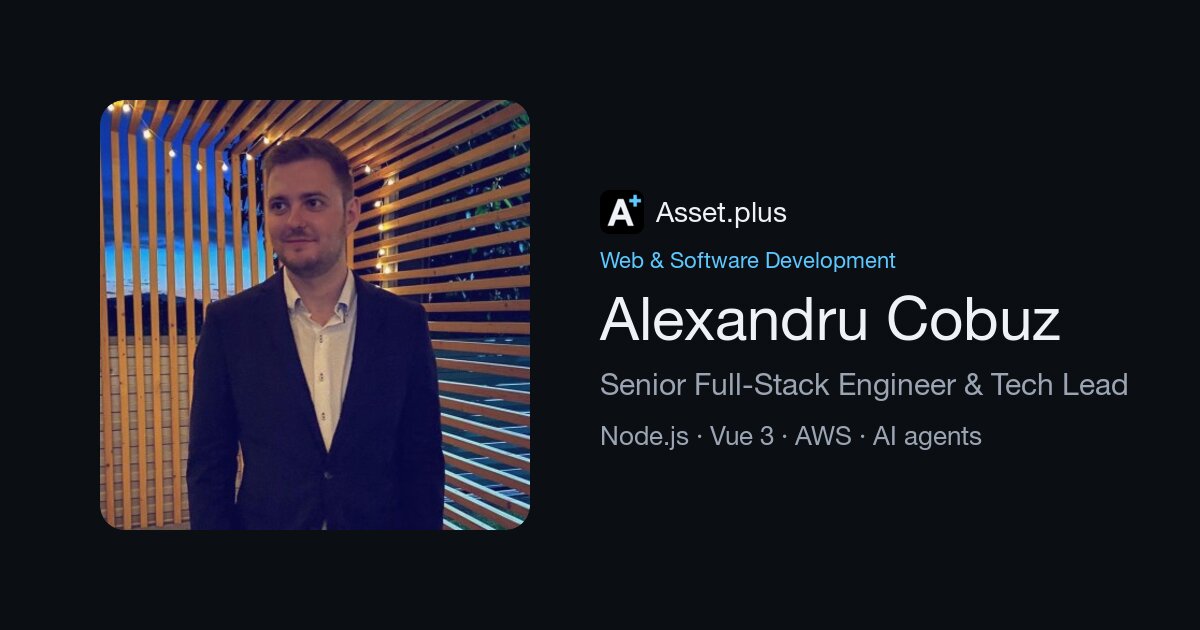 A+ Asset.plus
Web & Software Development
Alexandru Cobuz
Senior Full-Stack Engineer & Tech Lead
Node.js · Vue 3 · AWS · AI agents